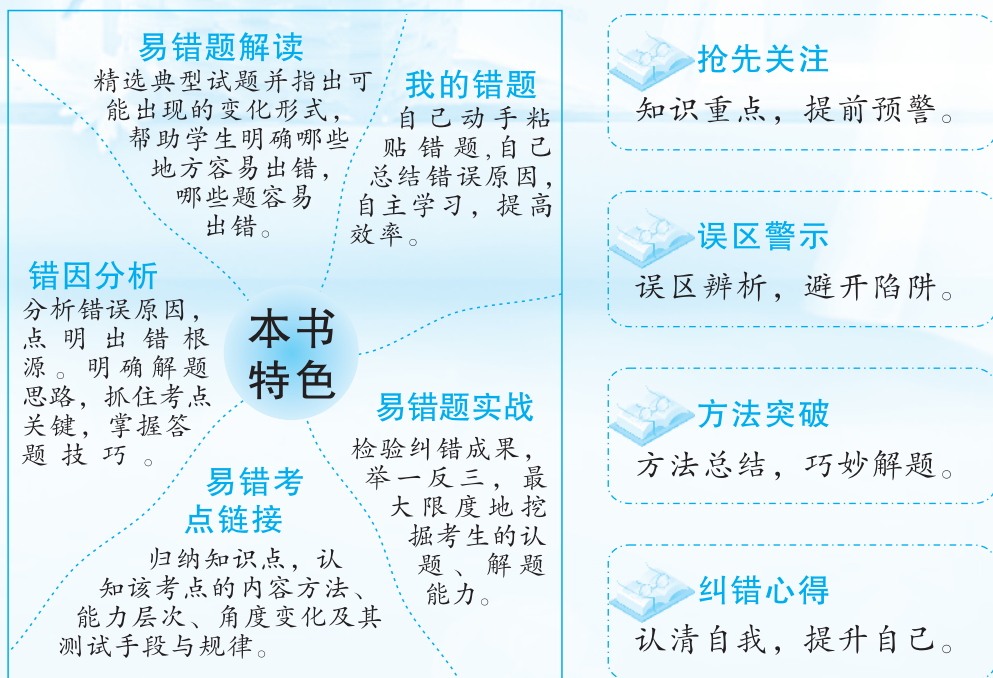 易错题解读
精选典型试题并指出可
能出现的变化形式，
帮助学生明确哪些
地方容易出错，
哪些题容易
出错。
我的错题
自己动手粘
贴错题,自己
总结错误原因，
自主学习，提高
效率。
错因分析
分析错误原因，
点明出错根
源。明确解题
思路，抓住考点
关键，掌握答
题技巧。
本书
特色
易错题实战
检验纠错成果，
举一反三，最
大限度地挖
掘考生的认
题、解题
能力。
易错考
点链接
归纳知识点，认
知该考点的内容方法、
能力层次、角度变化及其
测试手段与规律。
抢先关注
知识重点，提前预警。
误区警示
误区辨析，避开陷阱。
方法突破
方法总结，巧妙解题。
纠错心得
认清自我，提升自己。